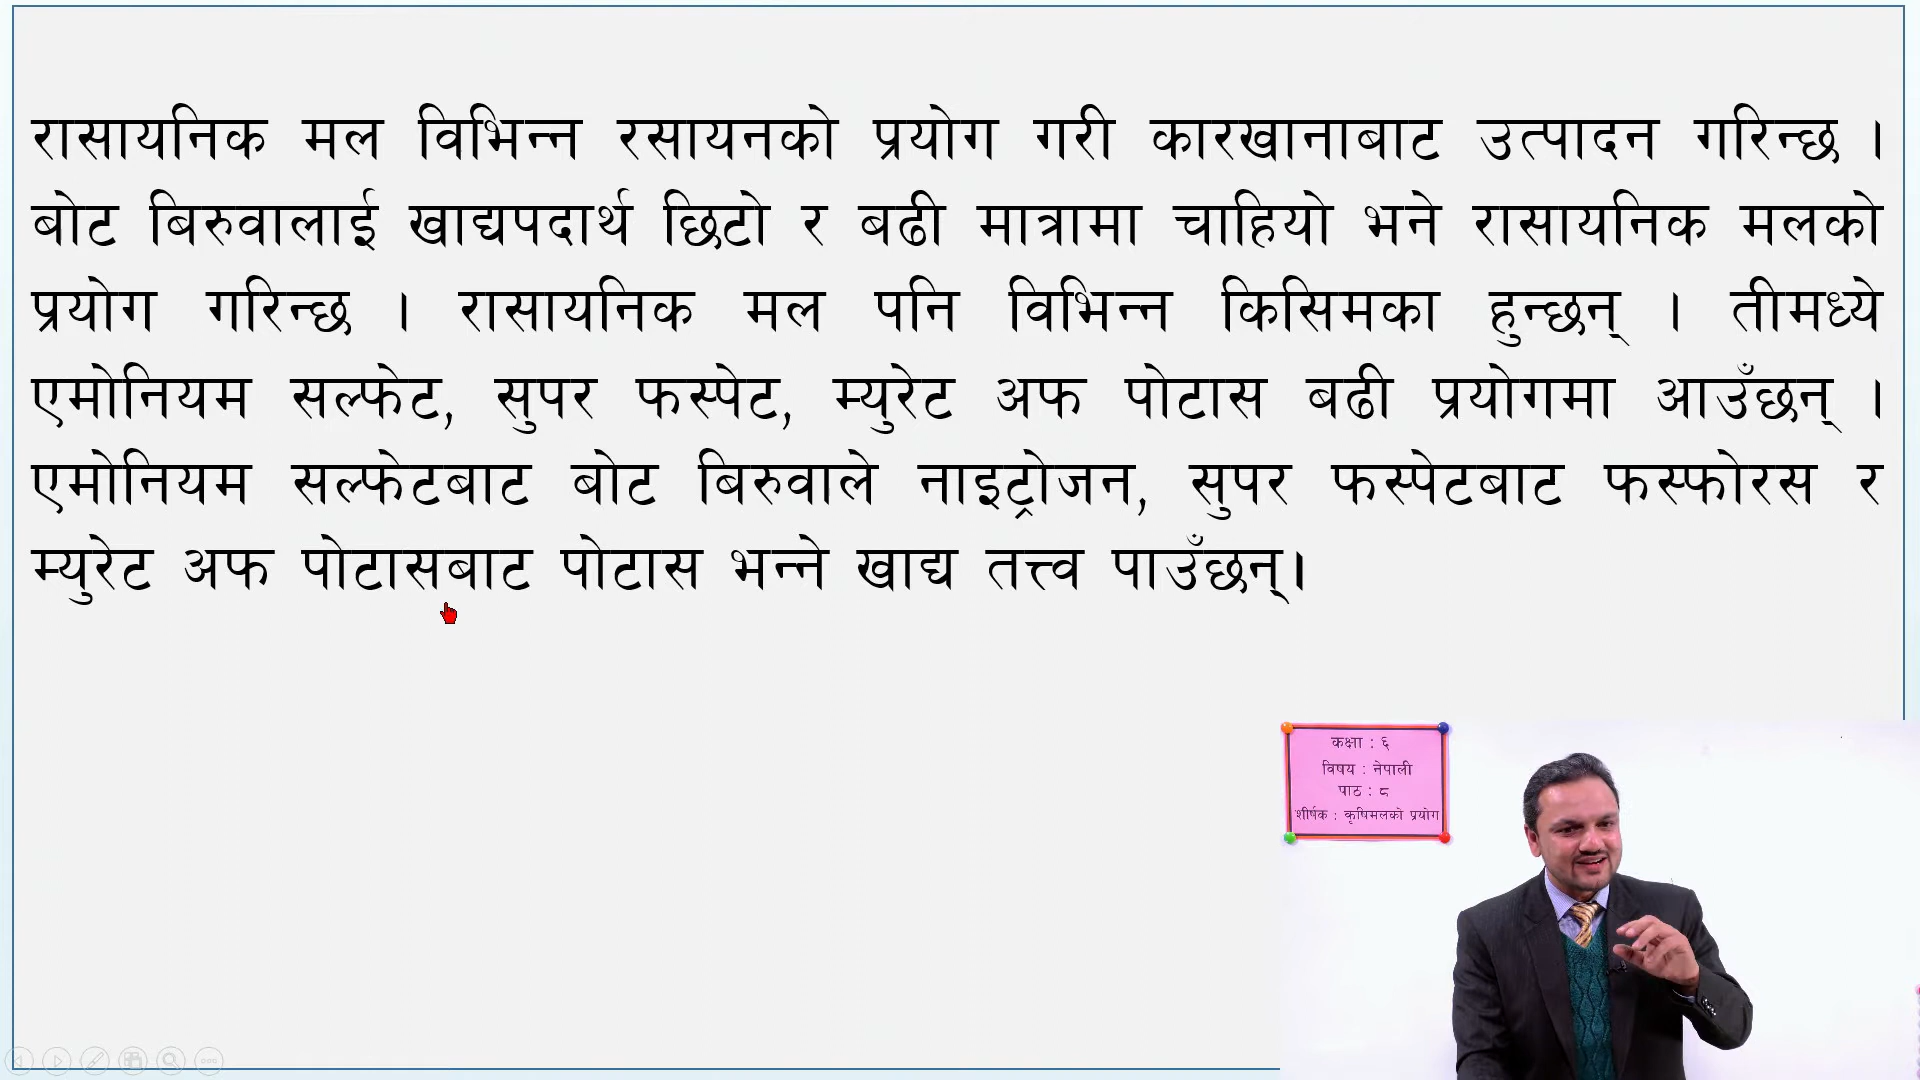 रासायनिक मल विभिन्न रसायनको प्रयोग गरी कारखानाबाट उत्पादन गरिन्छ ।
बोट बिरुवालाई खाद्यपदार्थ छिटो र बढी मात्रामा चाहियो भने रासायनिक मलको
प्रयोग गरिन्छ । रासायनिक मल पनि विभिन्न किसिमका हुन्छन् । तीमध्ये
एमोनियम सल्फेट, सुपर फस्पेट, म्युरेट अफ पोटास बढी प्रयोगमा आउँछन् ।
एमोनियम सल्फेटबाट बोट बिरुवाले नाइट्रोजन, सुपर फस्पेटबाट फस्फोरस र
म्युरेट अफ पोटासबाट पोटास भन्ने खाद्य तत्त्व पाउँछन्।
कक्षा : ६
विषय : नेपाली
पाठ : ८
शीर्षक : कृषिमलको प्रयोग